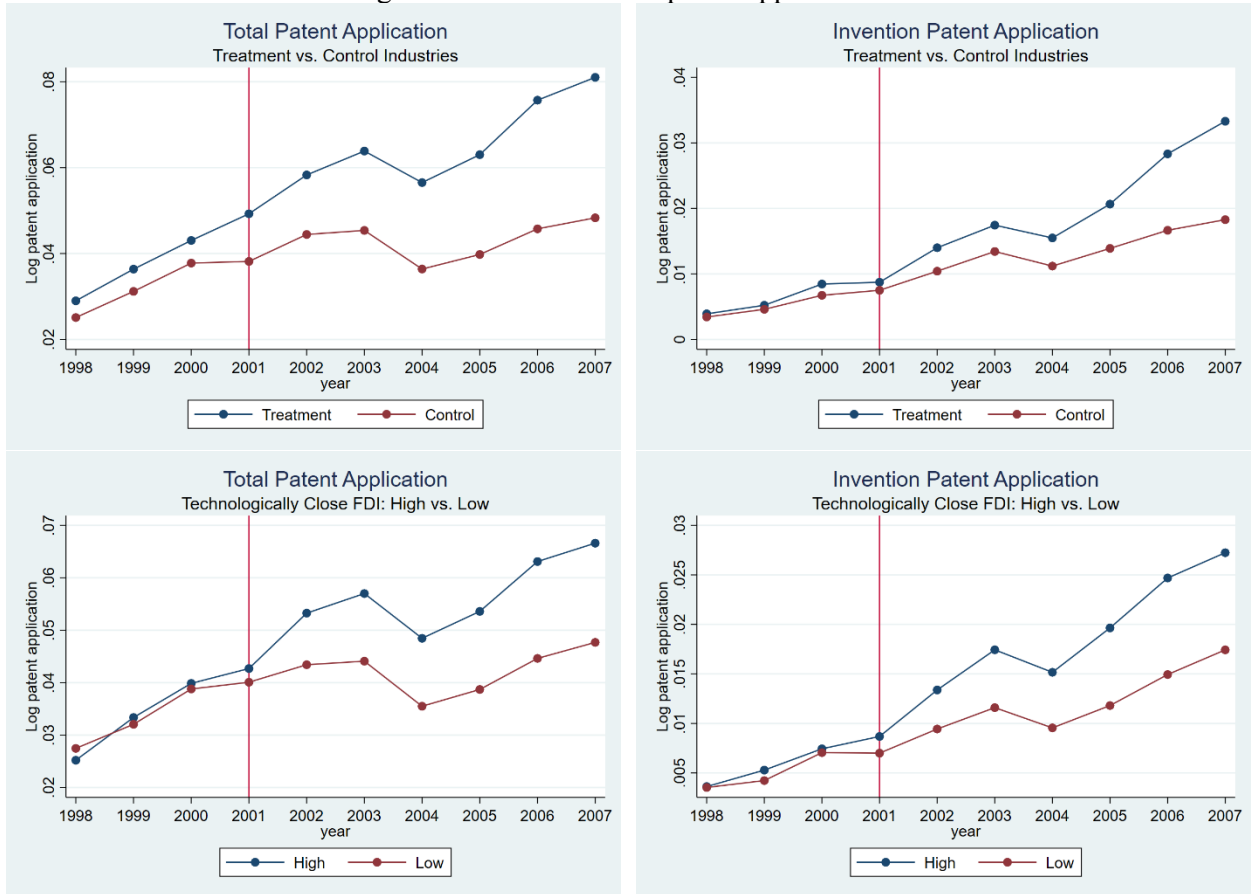 Total Patent Application
Treatment vs. Control Industries
Log patent application
.08
.06
.04
.02
1998 1999 2000 2001 2002 2003 2004 2005 2006 2007
year
Treatment Control
Invention Patent Application
Treatment vs. Control Industries
Log patent application
.04
.03
.02
.01
0
1998 1999 2000 2001 2002 2003 2004 2005 2006 2007
year
Treatment Control
Total Patent Application
Technologically Close FDI: High vs. Low
Log patent application
.07
.06
.05
.04
.03
.02
1998 1999 2000 2001 2002 2003 2004 2005 2006 2007
year
High Low
Invention Patent Application
Technologically Close FDI: High vs. Low
Log patent application
.03
.025
.02
.015
.01
.005
1998 1999 2000 2001 2002 2003 2004 2005 2006 2007
year
High Low